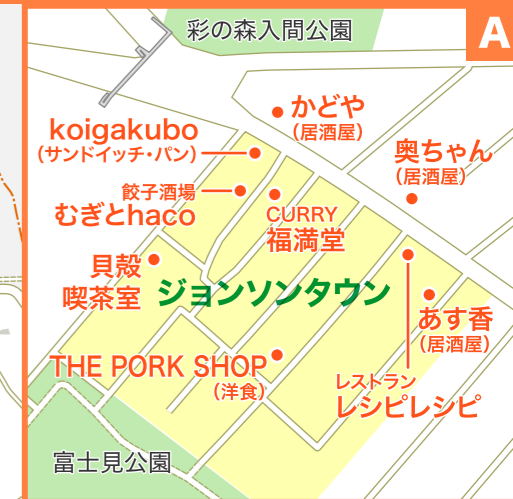 彩の森入間公園
A
かどや
（居酒屋）
koigakubo
（サンドイッチ・パン）
奥ちゃん
（居酒屋）
餃子酒場
むぎとhaco
CURRY
福満堂
貝殻
喫茶室
ジョンソンタウン
あす香
（居酒屋）
THE PORK SHOP
（洋食）
レストラン
レシピレシピ
富士見公園